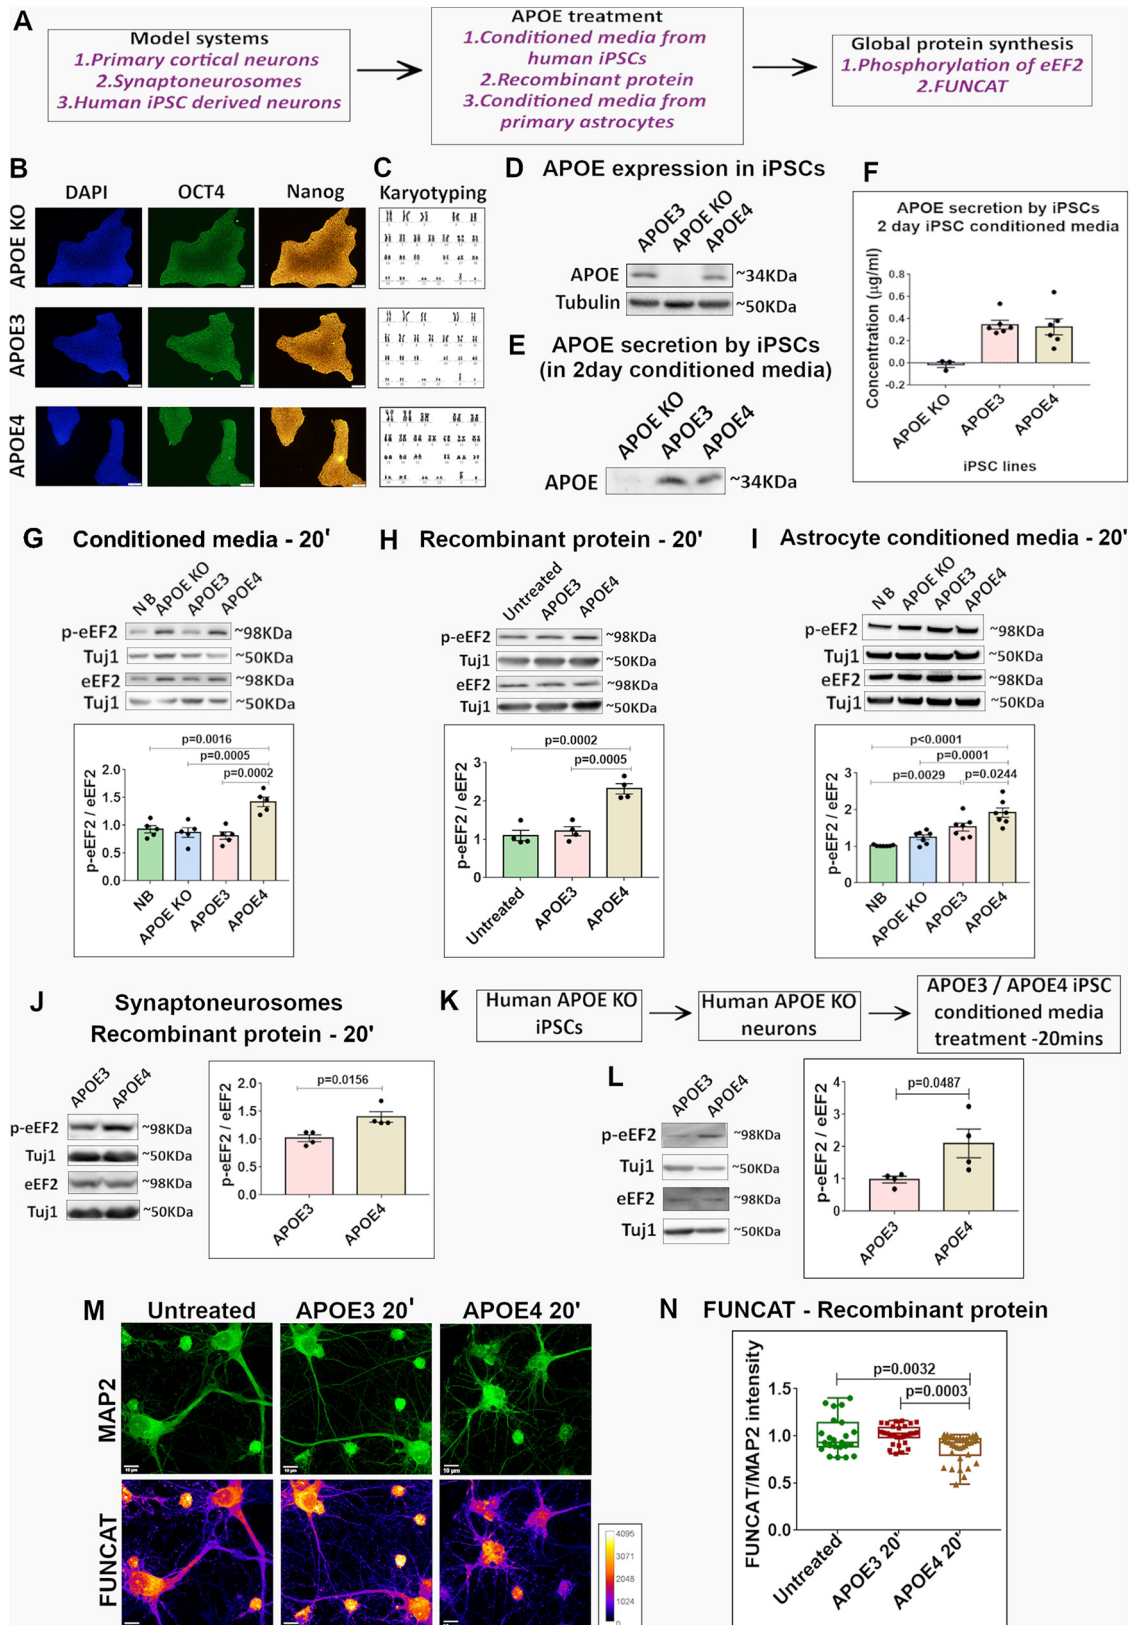 A
Model systems
1.Primary cortical neurons
2.Synaptoneurosomes
3.Human iPSC derived neurons
APOE treatment
1.Conditioned media from
human iPSCs
2.Recombinant protein
3.Conditioned media from
primary astrocytes
Global protein synthesis
1.Phosphorylation of eEF2
2.FUNCAT
B
DAPI
OCT4
Nanog
APOE KO
APOE3
APOE4
C
Karyotyping
D APOE expression in iPSCs
APOE3
APOE KO
APOE4
APOE
~34KDa
Tubulin
~50KDa
E APOE secretion by iPSCs
(in 2day conditioned media)
APOE KO
APOE3
APOE4
APOE
~34KDa
F
APOE secretion by iPSCs
2 day iPSC conditioned media
Concentration (µg/ml)
0.8
0.6
0.4
0.2
0.0
-0.2
APOE KO
APOE3
APOE4
iPSC lines
G Conditioned media - 20'
NB
APOE KO
APOE3
APOE4
p-eEF2 ~98KDa
Tuj1 ~50KDa
eEF2 ~98KDa
Tuj1 ~50KDa
p=0.0016
p=0.0005
p=0.0002
p-eEF2 / eEF2
2.0
1.5
1.0
0.5
0.0
NB
APOE KO
APOE3
APOE4
H Recombinant protein - 20'
Untreated
APOE3
APOE4
p-eEF2 ~98KDa
Tuj1 ~50KDa
eEF2 ~98KDa
Tuj1 ~50KDa
p=0.0002
p=0.0005
p-eEF2 / eEF2
3
2
1
0
Untreated
APOE3
APOE4
I Astrocyte conditioned media - 20'
NB
APOE KO
APOE3
APOE4
p-eEF2 ~98KDa
Tuj1 ~50KDa
eEF2 ~98KDa
Tuj1 ~50KDa
p<0.0001
p=0.0001
p=0.0029
p=0.0244
p-eEF2 / eEF2
3
2
1
0
NB
APOE KO
APOE3
APOE4
J Synaptoneurosomes
Recombinant protein - 20'
APOE3
APOE4
p-eEF2 ~98KDa
Tuj1 ~50KDa
eEF2 ~98KDa
Tuj1 ~50KDa
p=0.0156
p-eEF2 / eEF2
2.0
1.5
1.0
0.5
0.0
APOE3
APOE4
K
Human APOE KO
iPSCs
Human APOE KO
neurons
APOE3 / APOE4 iPSC
conditioned media
treatment -20mins
L
APOE3
APOE4
p-eEF2 ~98KDa
Tuj1 ~50KDa
eEF2 ~98KDa
Tuj1 ~50KDa
p=0.0487
p-eEF2 / eEF2
4
3
2
1
0
APOE3
APOE4
M
Untreated
APOE3 20'
APOE4 20'
MAP2
10 µm
10 µm
10 µm
FUNCAT
4095
3071
2048
1024
0
N FUNCAT - Recombinant protein
p=0.0032
p=0.0003
FUNCAT/MAP2 intensity
1.5
1.0
0.5
0.0
Untreated
APOE3 20'
APOE4 20'